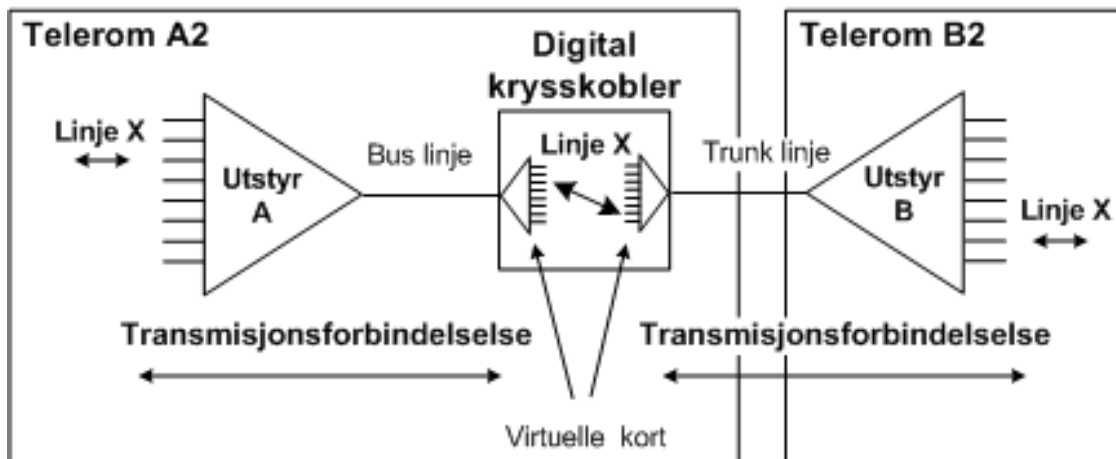 Telerom A2
Telerom B2
Digital
krysskobler
Linje X
Bus linje
Linje X
Trunk linje
Utstyr
A
Utstyr
B
Linje X
Transmisjonsforbindelselse
Transmisjonsforbindelselse
Virtuelle kort